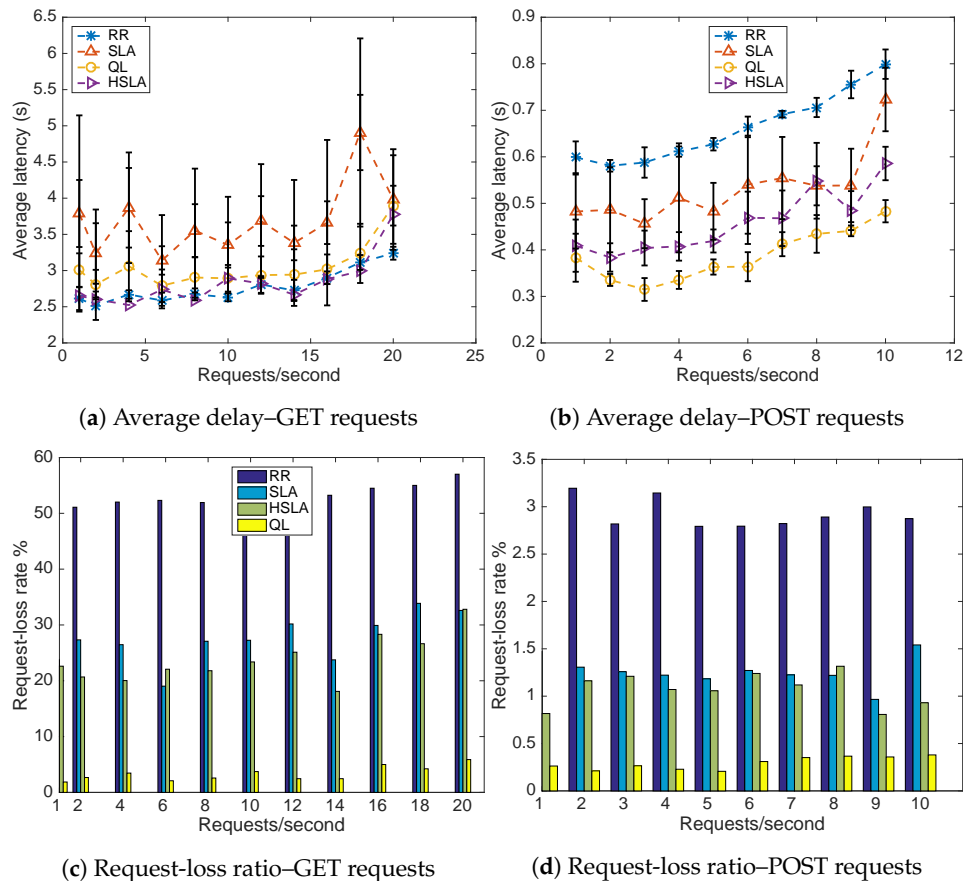 6.5
6
5.5
5
4.5
4
3.5
3
2.5
2
Average latency (s)
RR
SLA
QL
HSLA
0 5 10 15 20 25
Requests/second
(a) Average delay–GET requests
0.9
0.8
0.7
0.6
0.5
0.4
0.3
0.2
Average latency (s)
RR
SLA
QL
HSLA
0 2 4 6 8 10 12
Requests/second
(b) Average delay–POST requests
60
50
40
30
20
10
0
Request-loss rate %
RR
SLA
HSLA
QL
1 2 4 6 8 10 12 14 16 18 20
Requests/second
(c) Request-loss ratio–GET requests
3.5
3
2.5
2
1.5
1
0.5
0
Request-loss rate %
1 2 3 4 5 6 7 8 9 10
Requests/second
(d) Request-loss ratio–POST requests